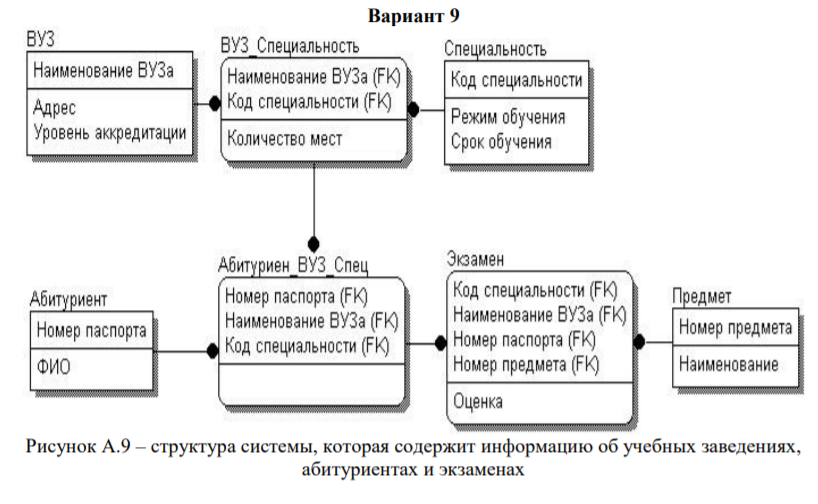 Вариант 9
ВУЗ
Наименование ВУЗа
Адрес
Уровень аккредитации
ВУЗ_Специальность
Наименование ВУЗа (FK)
Код специальности (FK)
Количество мест
Специальность
Код специальности
Режим обучения
Срок обучения
Абитуриент
Номер паспорта
ФИО
Абитуриен_ВУЗ_Спец
Номер паспорта (FK)
Наименование ВУЗа (FK)
Код специальности (FK)
Экзамен
Код специальности (FK)
Наименование ВУЗа (FK)
Номер паспорта (FK)
Номер предмета (FK)
Оценка
Предмет
Номер предмета
Наименование
Рисунок А.9 – структура системы, которая содержит информацию об учебных заведениях,
абитуриентах и экзаменах